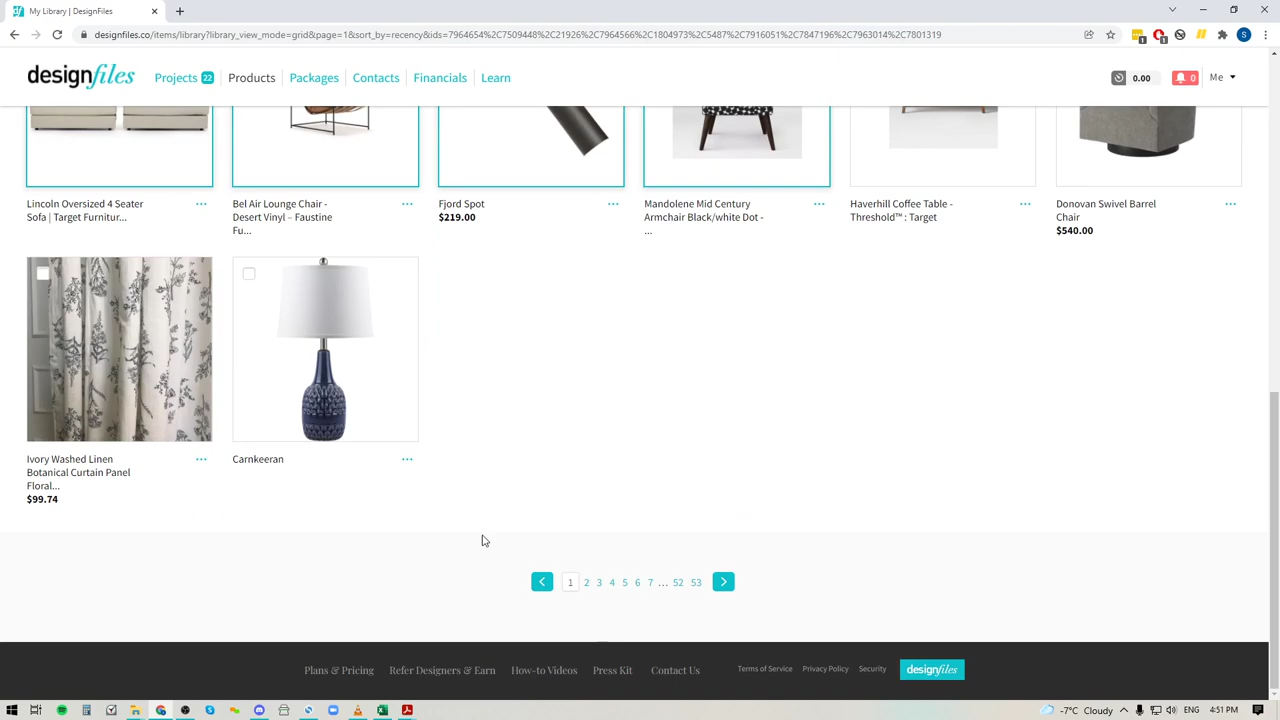 My Library | DesignFiles
designfiles.co/items/library?library_view_mode=grid&page=1&sort_by=recency&ids=7964654%2C7509448%2C21926%2C7964566%2C1804973%2C5487%2C7916051%2C7847196%2C7963014%2C7801319
designfiles
Projects 22
Products
Packages
Contacts
Financials
Learn
0.00
0
Me
Lincoln Oversized 4 Seater
Sofa | Target Furnitur...
Bel Air Lounge Chair -
Desert Vinyl – Faustine
Fu...
Fjord Spot
$219.00
Mandolene Mid Century
Armchair Black/white Dot -
...
Haverhill Coffee Table -
Threshold™ : Target
Donovan Swivel Barrel
Chair
$540.00
Ivory Washed Linen
Botanical Curtain Panel
Floral...
$99.74
Carnkeeran
1 2 3 4 5 6 7 ... 52 53
Plans & Pricing
Refer Designers & Earn
How-to Videos
Press Kit
Contact Us
Terms of Service
Privacy Policy
Security
designfiles
-7°C Cloudy
ENG
4:51 PM